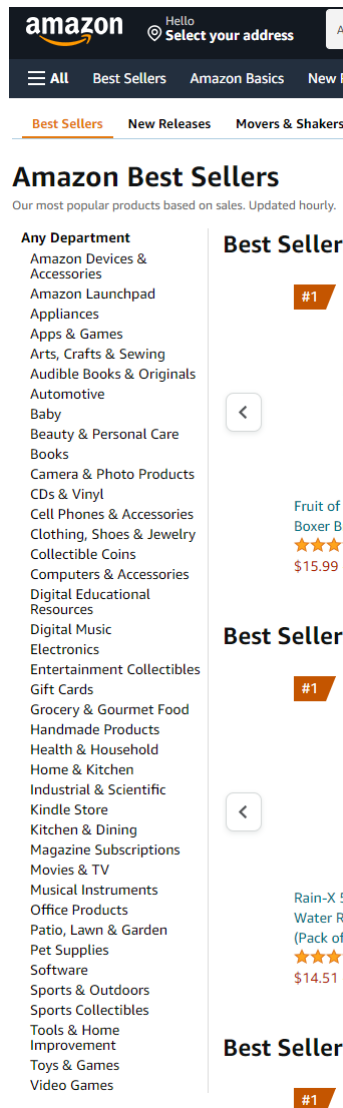 amazon
Hello
Select your address
A
All Best Sellers Amazon Basics New
Best Sellers New Releases Movers & Shakers
Amazon Best Sellers
Our most popular products based on sales. Updated hourly.
Any Department
Amazon Devices &
Accessories
Amazon Launchpad
Appliances
Apps & Games
Arts, Crafts & Sewing
Audible Books & Originals
Automotive
Baby
Beauty & Personal Care
Books
Camera & Photo Products
CDs & Vinyl
Cell Phones & Accessories
Clothing, Shoes & Jewelry
Collectible Coins
Computers & Accessories
Digital Educational
Resources
Digital Music
Electronics
Entertainment Collectibles
Gift Cards
Grocery & Gourmet Food
Handmade Products
Health & Household
Home & Kitchen
Industrial & Scientific
Kindle Store
Kitchen & Dining
Magazine Subscriptions
Movies & TV
Musical Instruments
Office Products
Patio, Lawn & Garden
Pet Supplies
Software
Sports & Outdoors
Sports Collectibles
Tools & Home
Improvement
Toys & Games
Video Games
Best Seller
#1
Fruit of
Boxer B
$15.99
Best Seller
#1
Rain-X 5
Water R
(Pack of
$14.51
Best Seller
#1